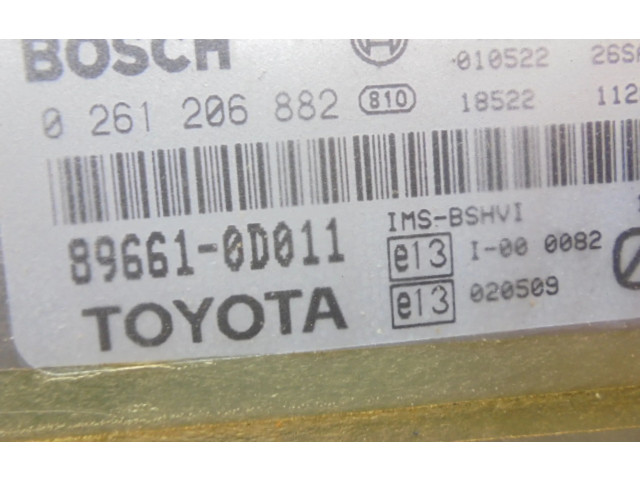 BOSCH 010522 26SA
0 261 206 882 810 18522 112
IMS-BSHVI
89661-0D011 e13 I-00 0082
TOYOTA e13 020509